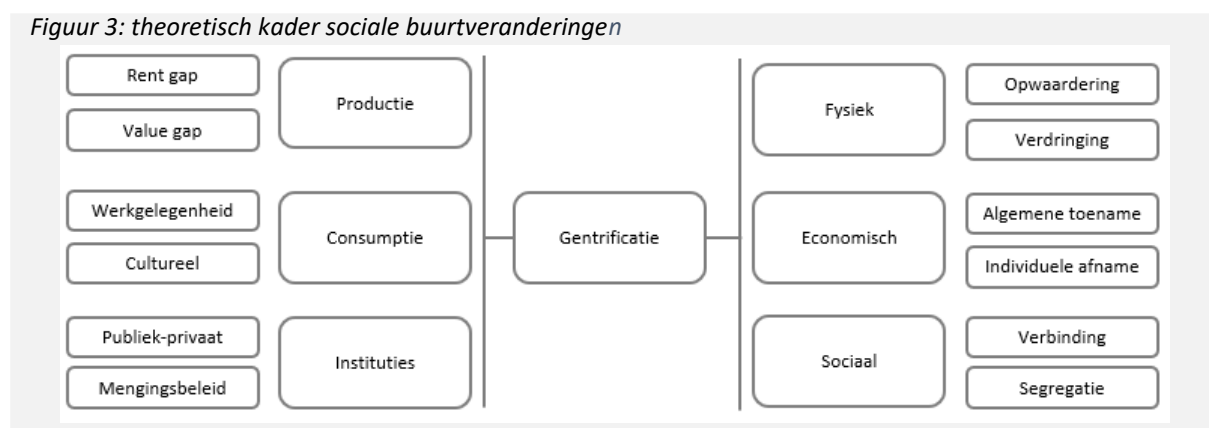 Figuur 3: theoretisch kader sociale buurtveranderingen
Rent gap
Value gap
Productie
Werkgelegenheid
Cultureel
Consumptie
Publiek-privaat
Mengingsbeleid
Instituties
Gentrificatie
Fysiek
Opwaardering
Verdringing
Economisch
Algemene toename
Individuele afname
Sociaal
Verbinding
Segregatie